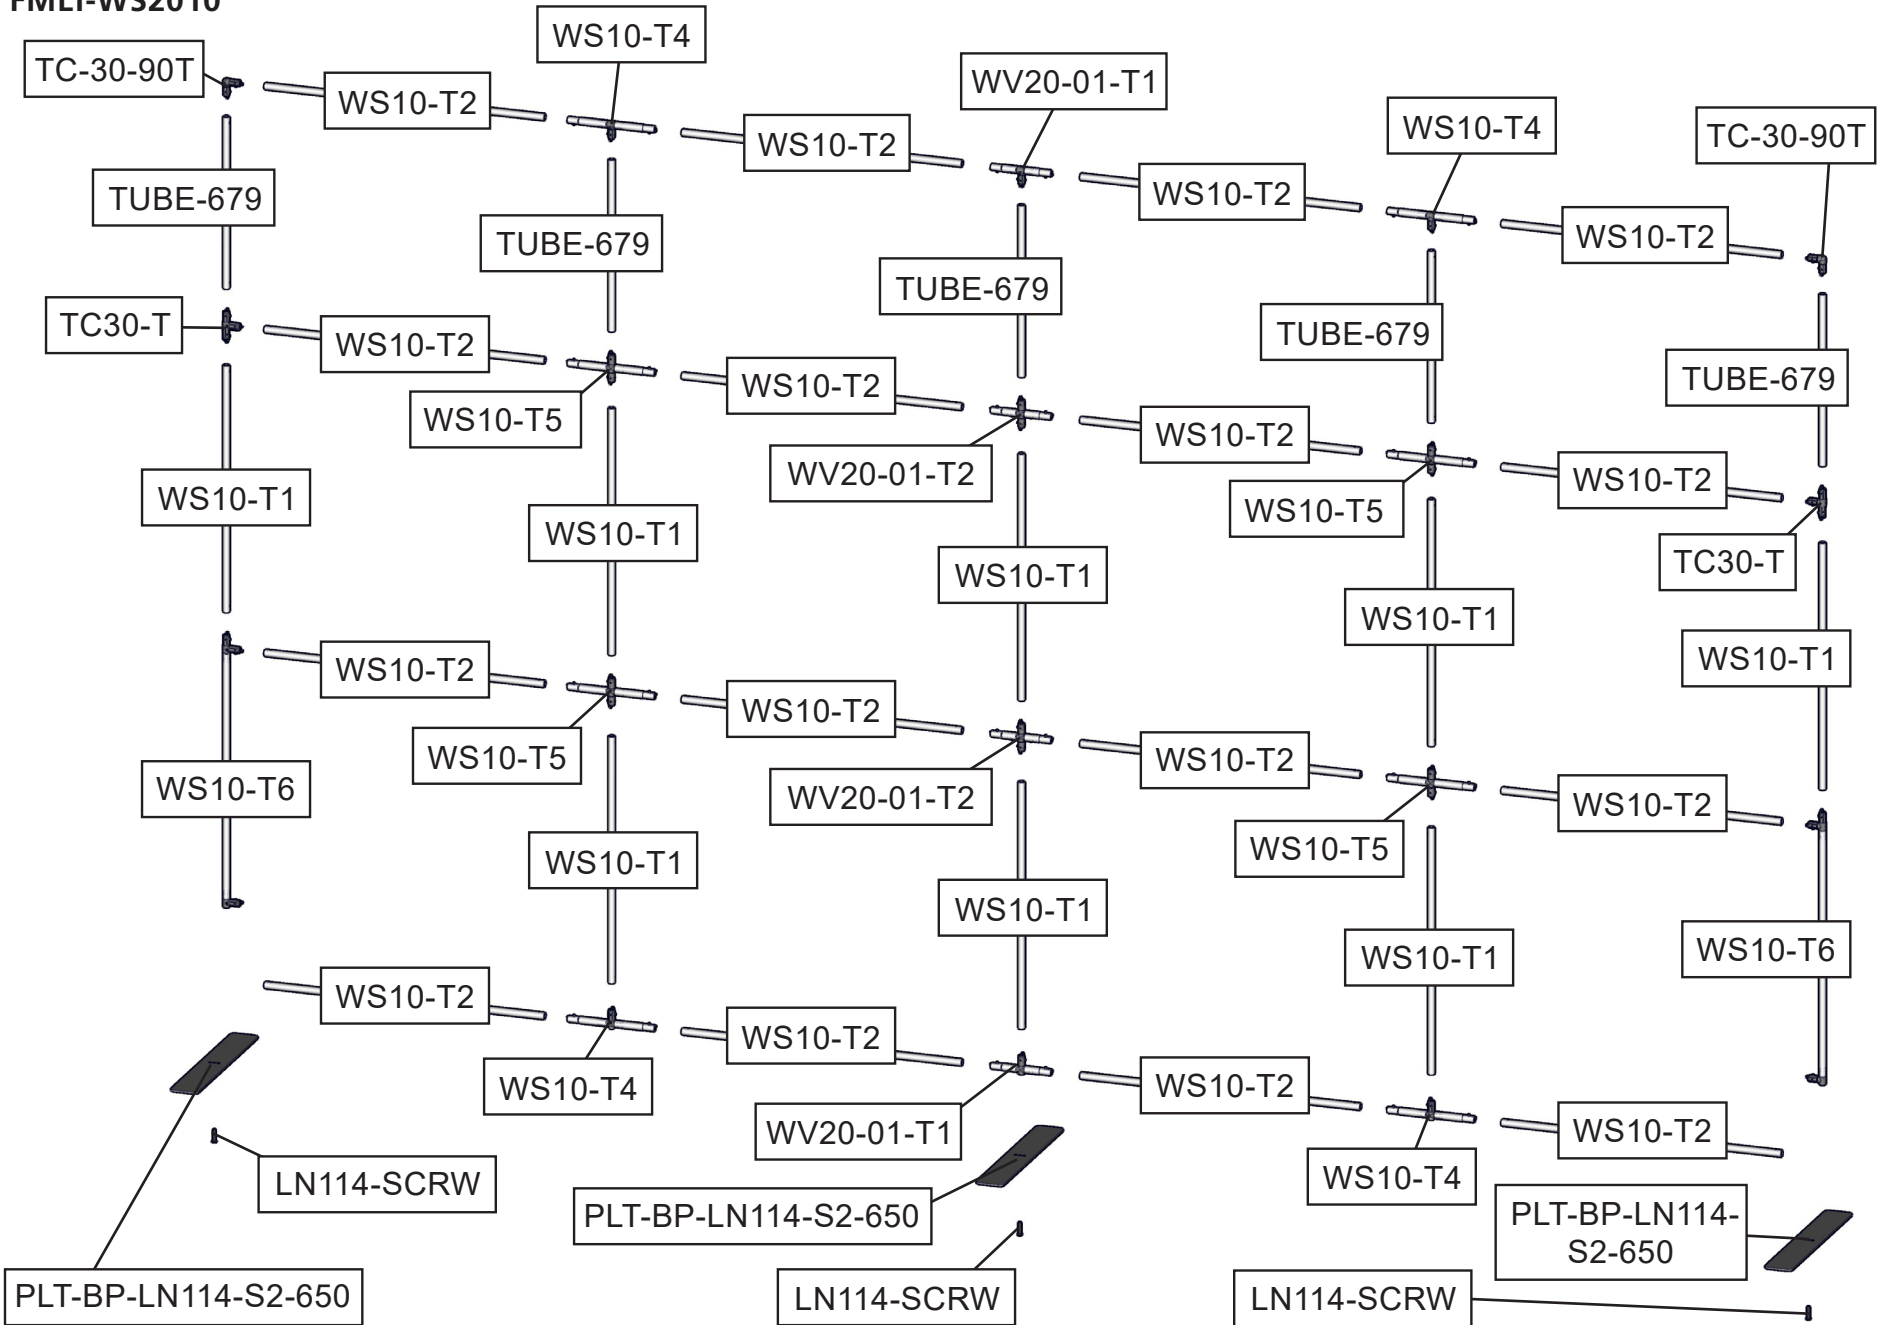 FMLT-WS2010
WS10-T4
TC-30-90T
WS10-T2
WV20-01-T1
WS10-T4
TC-30-90T
WS10-T2
WS10-T2
WS10-T2
TUBE-679
TUBE-679
TUBE-679
TUBE-679
TUBE-679
TC30-T
WS10-T2
WS10-T2
WS10-T5
WS10-T2
WV20-01-T2
WS10-T2
WS10-T5
WS10-T1
WS10-T1
WS10-T1
TC30-T
WS10-T1
WS10-T1
WS10-T2
WS10-T2
WS10-T5
WS10-T2
WV20-01-T2
WS10-T2
WS10-T5
WS10-T6
WS10-T1
WS10-T1
WS10-T1
WS10-T6
WS10-T2
WS10-T2
WS10-T4
WS10-T2
WV20-01-T1
WS10-T2
WS10-T4
LN114-SCRW
PLT-BP-LN114-S2-650
PLT-BP-LN114-
S2-650
PLT-BP-LN114-S2-650
LN114-SCRW
LN114-SCRW